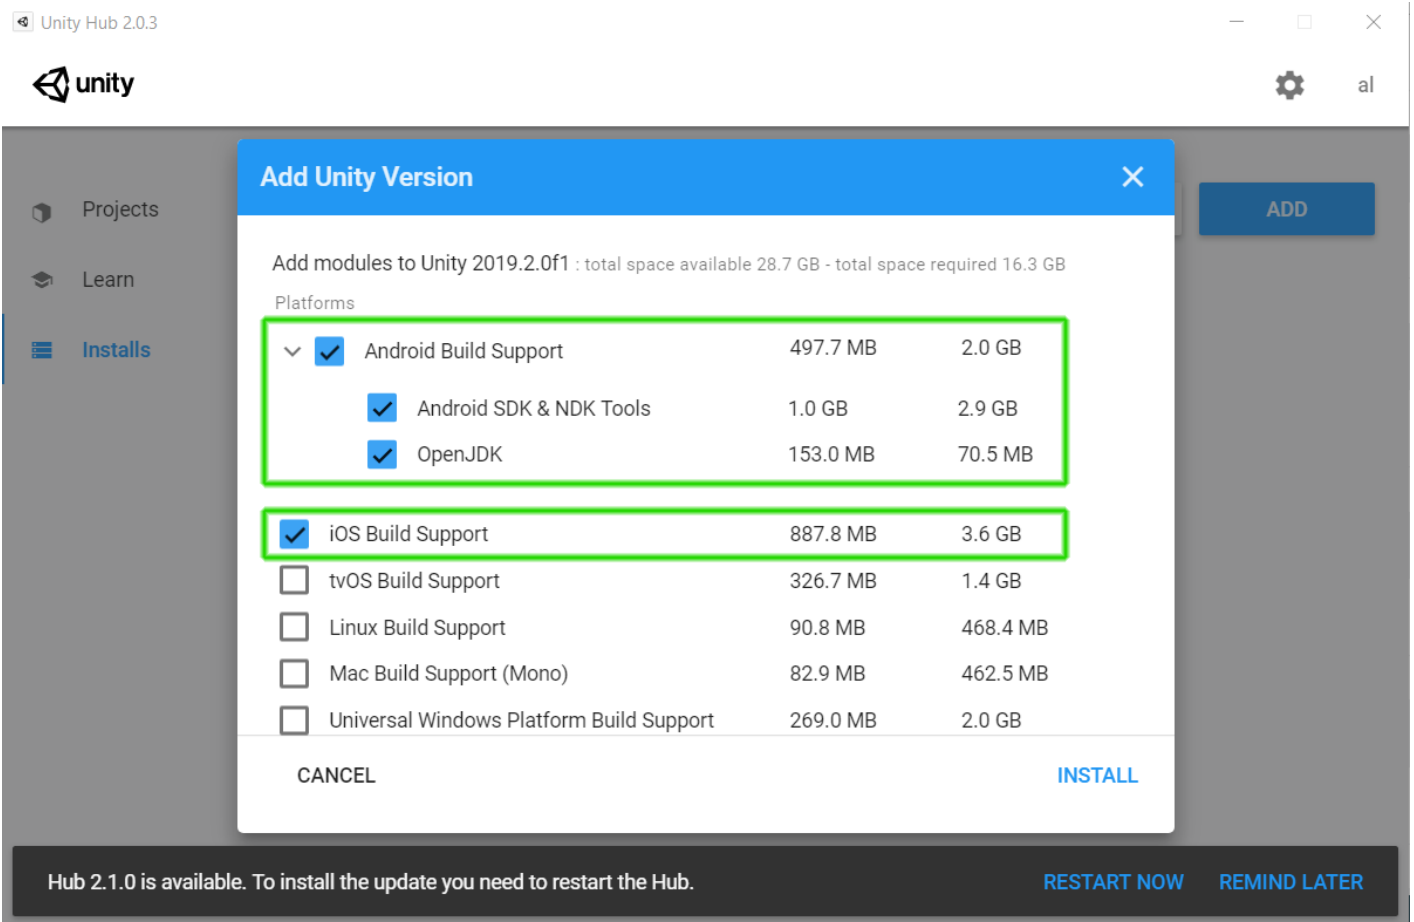 Unity Hub 2.0.3
unity
al
Add Unity Version
Projects
ADD
Add modules to Unity 2019.2.0f1 : total space available 28.7 GB - total space required 16.3 GB
Learn
Platforms
Installs
Android Build Support 497.7 MB 2.0 GB
Android SDK & NDK Tools 1.0 GB 2.9 GB
OpenJDK 153.0 MB 70.5 MB
iOS Build Support 887.8 MB 3.6 GB
tvOS Build Support 326.7 MB 1.4 GB
Linux Build Support 90.8 MB 468.4 MB
Mac Build Support (Mono) 82.9 MB 462.5 MB
Universal Windows Platform Build Support 269.0 MB 2.0 GB
CANCEL INSTALL
Hub 2.1.0 is available. To install the update you need to restart the Hub. RESTART NOW REMIND LATER